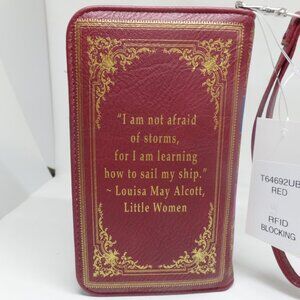 "I am not afraid
of storms,
for I am learning
how to sail my ship."
~ Louisa May Alcott,
Little Women
T64692UB
RED
RFID
BLOCKING